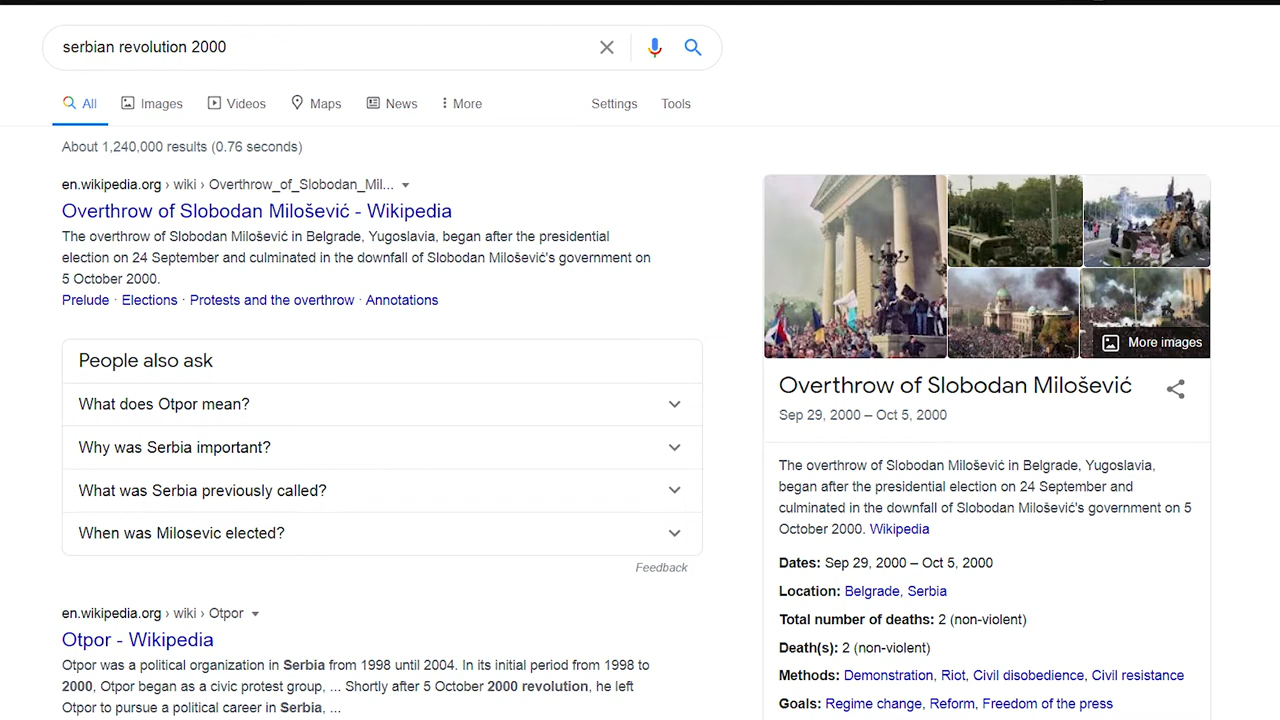 serbian revolution 2000
All Images Videos Maps News More Settings Tools
About 1,240,000 results (0.76 seconds)
en.wikipedia.org › wiki › Overthrow_of_Slobodan_Mil...
Overthrow of Slobodan Milošević - Wikipedia
The overthrow of Slobodan Milošević in Belgrade, Yugoslavia, began after the presidential
election on 24 September and culminated in the downfall of Slobodan Milošević's government on
5 October 2000.
Prelude · Elections · Protests and the overthrow · Annotations
People also ask
What does Otpor mean?
Why was Serbia important?
What was Serbia previously called?
When was Milosevic elected?
Feedback
en.wikipedia.org › wiki › Otpor
Otpor - Wikipedia
Otpor was a political organization in Serbia from 1998 until 2004. In its initial period from 1998 to
2000, Otpor began as a civic protest group, ... Shortly after 5 October 2000 revolution, he left
Otpor to pursue a political career in Serbia, ...
More images
Overthrow of Slobodan Milošević
Sep 29, 2000 – Oct 5, 2000
The overthrow of Slobodan Milošević in Belgrade, Yugoslavia,
began after the presidential election on 24 September and
culminated in the downfall of Slobodan Milošević's government on 5
October 2000. Wikipedia
Dates: Sep 29, 2000 – Oct 5, 2000
Location: Belgrade, Serbia
Total number of deaths: 2 (non-violent)
Death(s): 2 (non-violent)
Methods: Demonstration, Riot, Civil disobedience, Civil resistance
Goals: Regime change, Reform, Freedom of the press